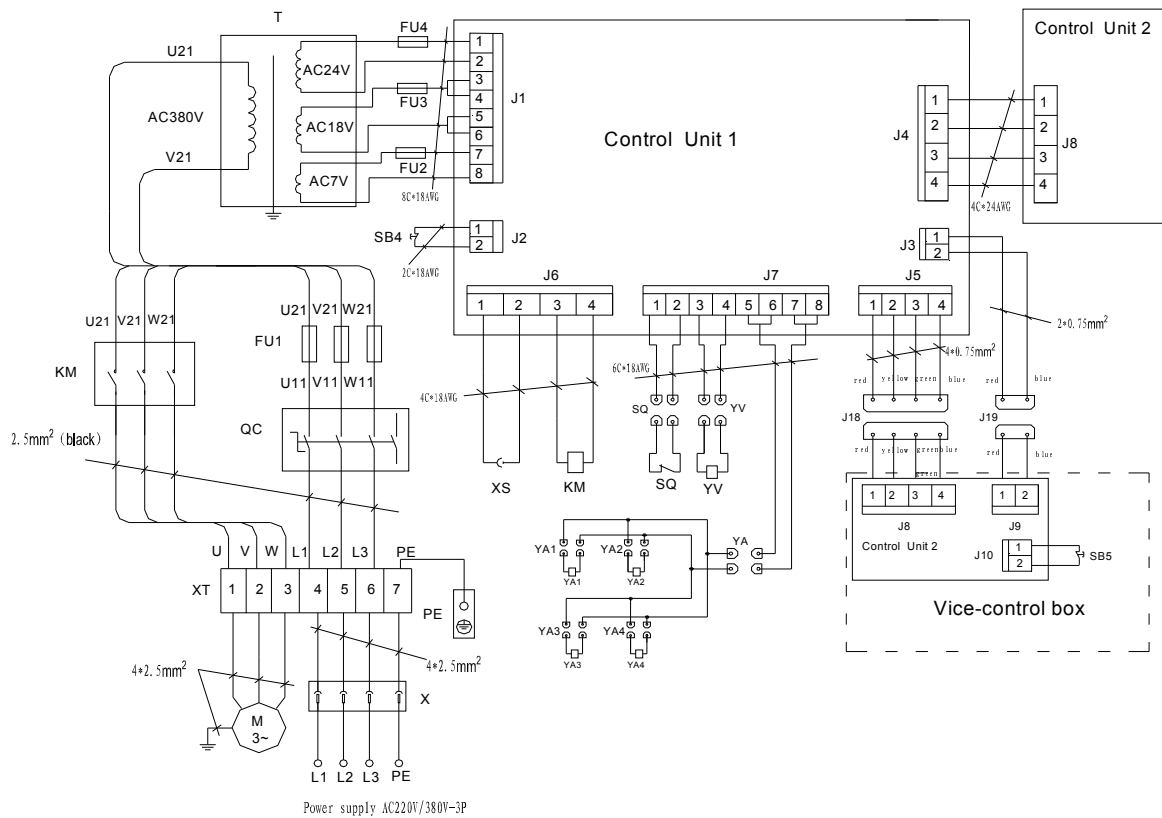 T
FU4
Control Unit 2
U21
AC24V
1
2
3
4
5
6
7
8
J1
FU3
AC380V
AC18V
Control Unit 1
J4
1
2
3
4
1
2
3
4
J8
V21
FU2
AC7V
8C*18AWG
4C*24AWG
SB4
1
2
J2
2C*18AWG
J3
1
2
J6
J7
J5
1 2 3 4
1 2 3 4 5 6 7 8
1 2 3 4
U21 V21 W21
U21 V21 W21
FU1
2*0.75mm²
4*0.75mm²
KM
6C*18AWG
U11 V11 W11
4C*18AWG
red yellow green blue
red blue
SQ
YV
J18
J19
QC
2.5mm² (black)
red yellow green blue
green
red blue
XS
KM
SQ
YV
1 2 3 4
1 2
J8
J9
Control Unit 2
J10
1
2
SB5
YA1
YA2
YA
YA1
YA2
U V W L1 L2 L3 PE
XT
1 2 3 4 5 6 7
PE
Vice-control box
YA3
YA4
YA3
YA4
4*2.5mm²
4*2.5mm²
X
M
3~
L1 L2 L3 PE
Power supply AC220V/380V-3P